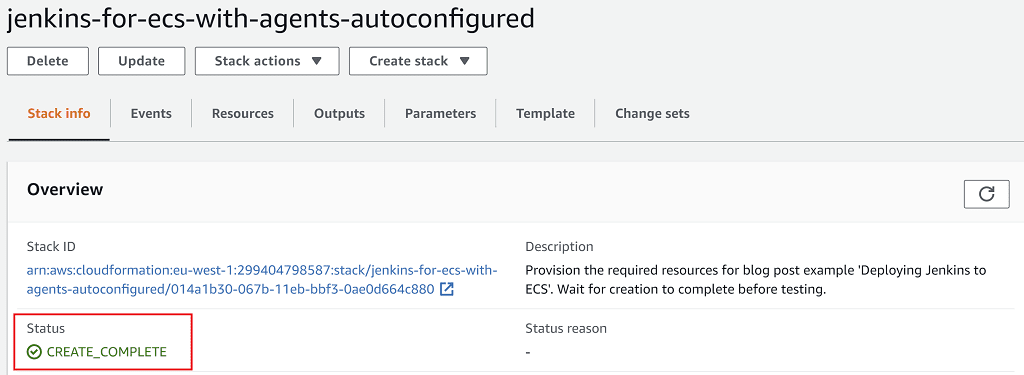 jenkins-for-ecs-with-agents-autoconfigured
Delete Update Stack actions Create stack
Stack info Events Resources Outputs Parameters Template Change sets
Overview
Stack ID
arn:aws:cloudformation:eu-west-1:299404798587:stack/jenkins-for-ecs-with-
agents-autoconfigured/014a1b30-067b-11eb-bbf3-0ae0d664c880
Description
Provision the required resources for blog post example 'Deploying Jenkins to
ECS'. Wait for creation to complete before testing.
Status
CREATE_COMPLETE
Status reason
-